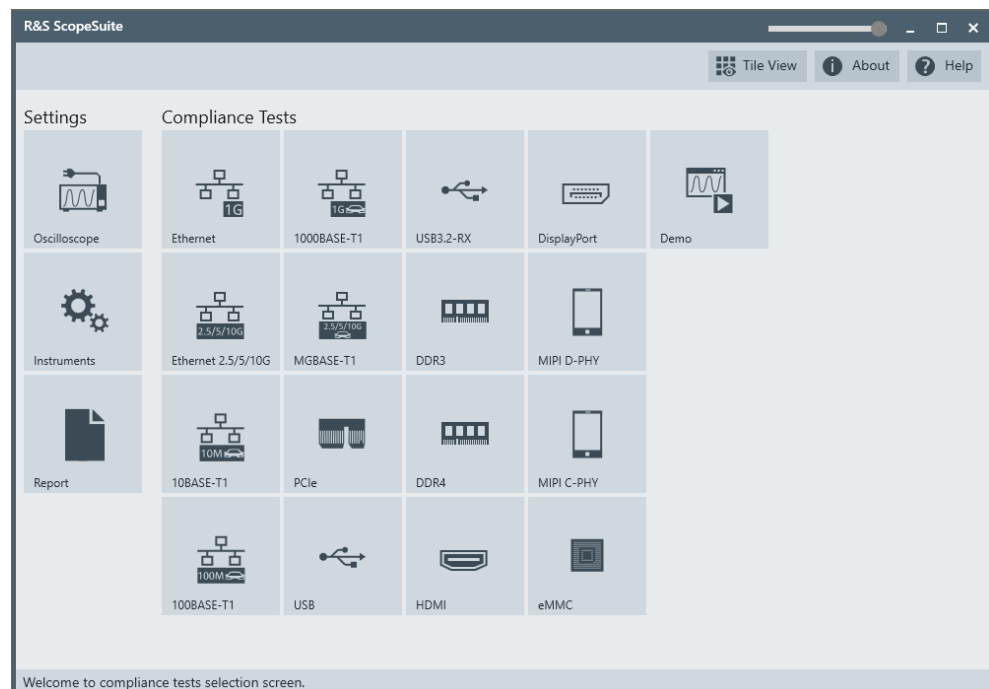 R&S ScopeSuite
Tile View
About
Help
Settings
Compliance Tests
Oscilloscope
1G
Ethernet
1G
1000BASE-T1
USB3.2-RX
DisplayPort
Demo
Instruments
2.5/5/10G
Ethernet 2.5/5/10G
2.5/5/10G
MGBASE-T1
DDR3
MIPI D-PHY
Report
10M
10BASE-T1
PCIe
DDR4
MIPI C-PHY
100M
100BASE-T1
USB
HDMI
eMMC
Welcome to compliance tests selection screen.